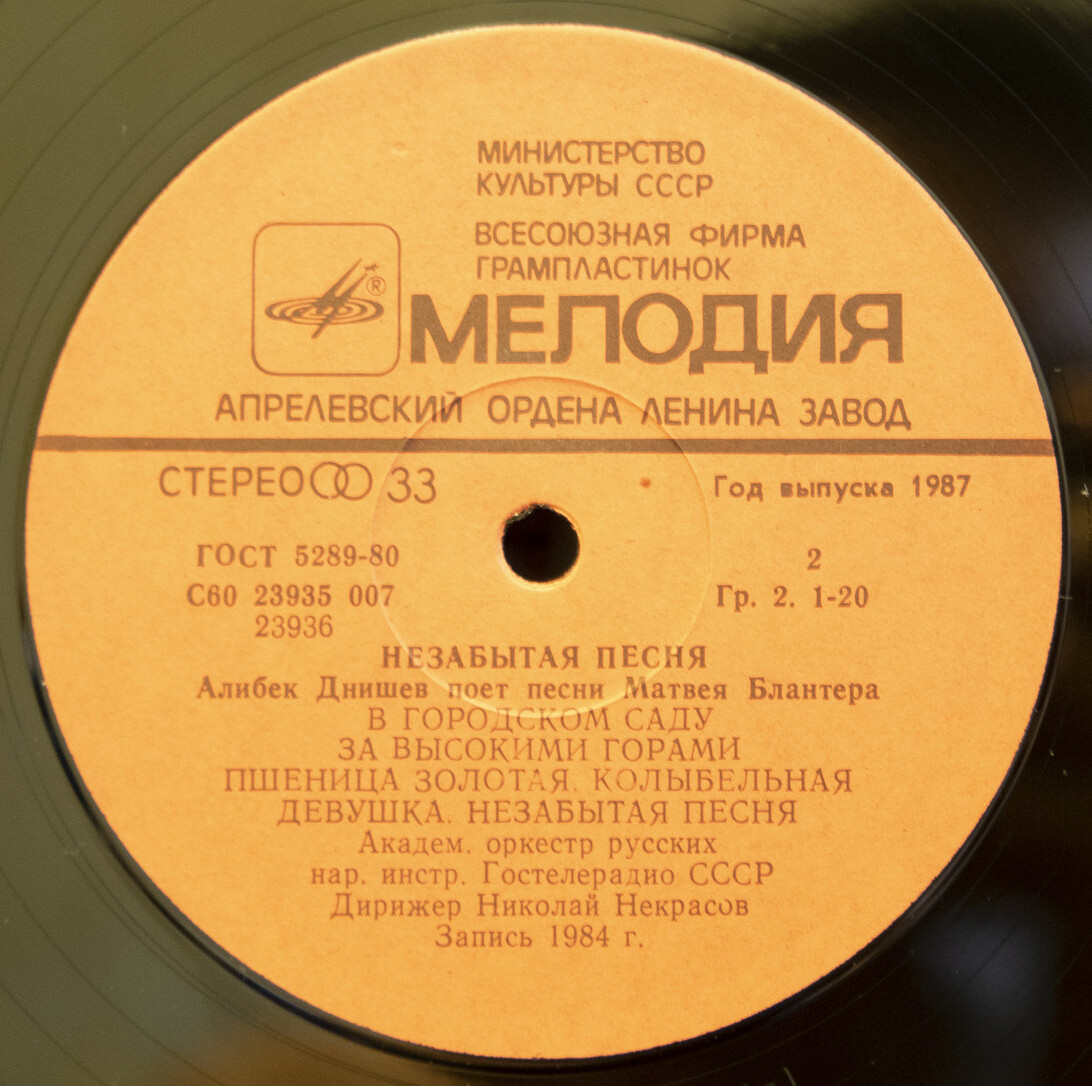 МИНИСТЕРСТВО
КУЛЬТУРЫ СССР
ВСЕСОЮЗНАЯ ФИРМА
ГРАМПЛАСТИНОК
®
МЕЛОДИЯ
АПРЕЛЕВСКИЙ ОРДЕНА ЛЕНИНА ЗАВОД
СТЕРЕО 33
Год выпуска 1987
ГОСТ 5289-80
2
С60 23935 007
Гр. 2. 1-20
23936
НЕЗАБЫТАЯ ПЕСНЯ
Алибек Днишев поет песни Матвея Блантера
В ГОРОДСКОМ САДУ
ЗА ВЫСОКИМИ ГОРАМИ
ПШЕНИЦА ЗОЛОТАЯ. КОЛЫБЕЛЬНАЯ
ДЕВУШКА. НЕЗАБЫТАЯ ПЕСНЯ
Академ. оркестр русских
нар. инстр. Гостелерадио СССР
Дирижер Николай Некрасов
Запись 1984 г.